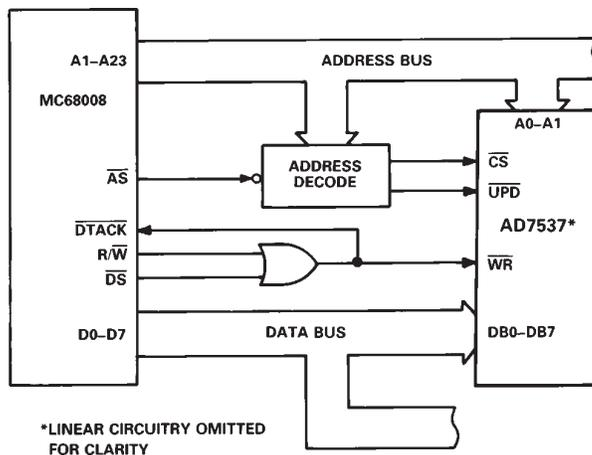 A1–A23
ADDRESS BUS
MC68008
A0–A1
ADDRESS
DECODE
CS
AS
UPD
AD7537*
DTACK
R/W
WR
DS
D0–D7
DATA BUS
DB0–DB7
*LINEAR CIRCUITRY OMITTED
FOR CLARITY